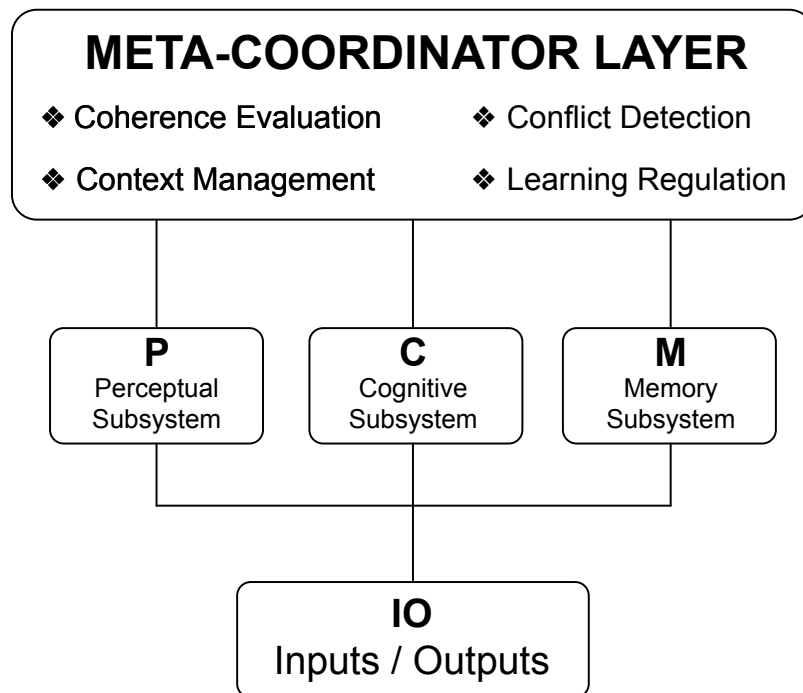 META-COORDINATOR LAYER
❖ Coherence Evaluation
❖ Conflict Detection
❖ Context Management
❖ Learning Regulation
P
Perceptual
Subsystem
C
Cognitive
Subsystem
M
Memory
Subsystem
IO
Inputs / Outputs